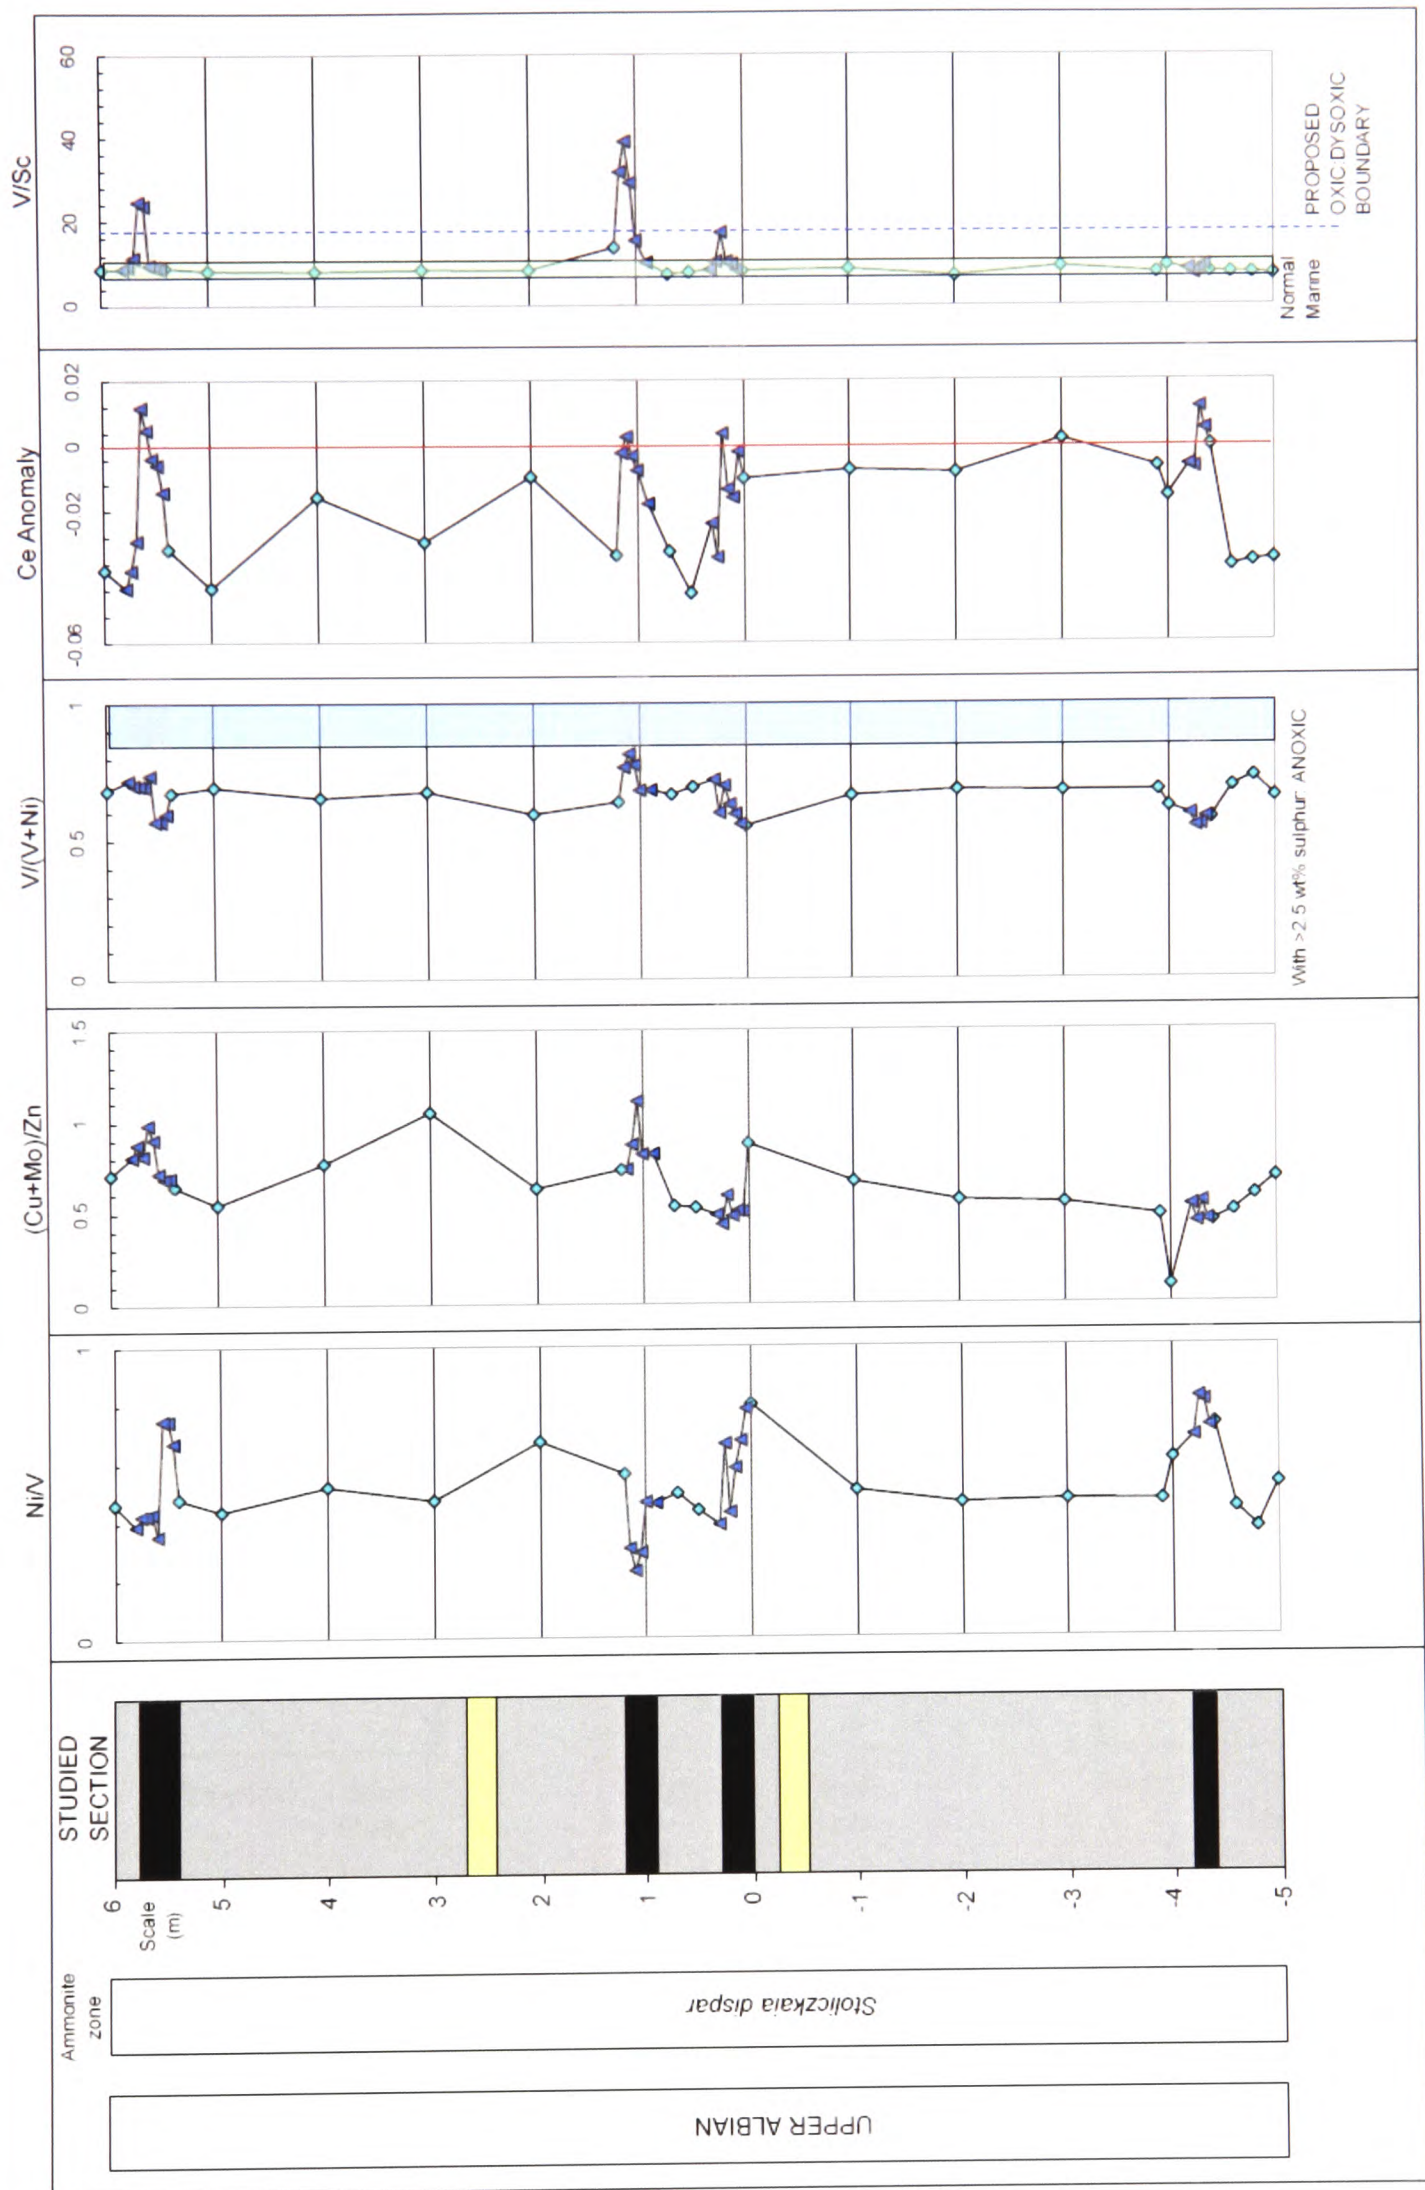 UPPER ALBIAN
Ammonite
zone
Stoliczkaia dispar
STUDIED
SECTION
Scale
(m)
6
5
4
3
2
1
0
-1
-2
-3
-4
-5
Ni/V
0
1
(Cu+Mo)/Zn
0
0.5
1
1.5
V/(V+Ni)
0
0.5
1
With >2.5 wt% sulphur: ANOXIC
Ce Anomaly
-0.06
-0.02
0
0.02
V/Sc
0
20
40
60
Normal
Marine
PROPOSED
OXIC:DYSOXIC
BOUNDARY